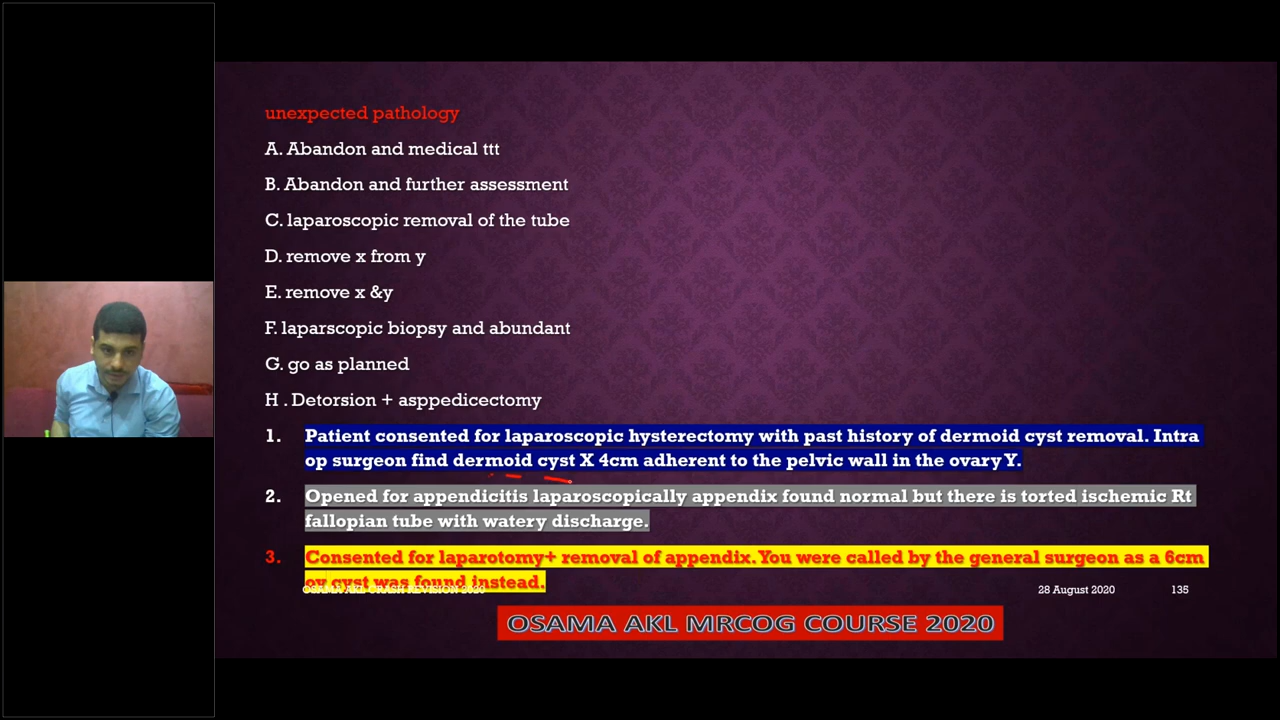 unexpected pathology
A. Abandon and medical ttt
B. Abandon and further assessment
C. laparoscopic removal of the tube
D. remove x from y
E. remove x &y
F. laparscopic biopsy and abundant
G. go as planned
H . Detorsion + asppedicectomy
1. Patient consented for laparoscopic hysterectomy with past history of dermoid cyst removal. Intra
op surgeon find dermoid cyst X 4cm adherent to the pelvic wall in the ovary Y.
2. Opened for appendicitis laparoscopically appendix found normal but there is torted ischemic Rt
fallopian tube with watery discharge.
3. Consented for laparotomy+ removal of appendix. You were called by the general surgeon as a 6cm
ov cyst was found instead.
OSAMA AKL CRASH REVISION 2020
28 August 2020
135
OSAMA AKL MRCOG COURSE 2020